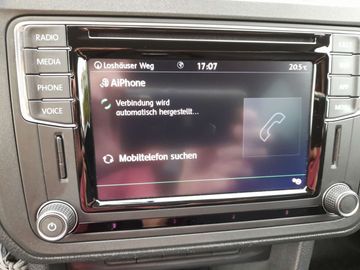 RADIO
MEDIA
PHONE
VOICE
Loshäuser Weg 17:07 20.5°C
AiPhone
Verbindung wird
automatisch hergestellt...
Mobiltelefon suchen